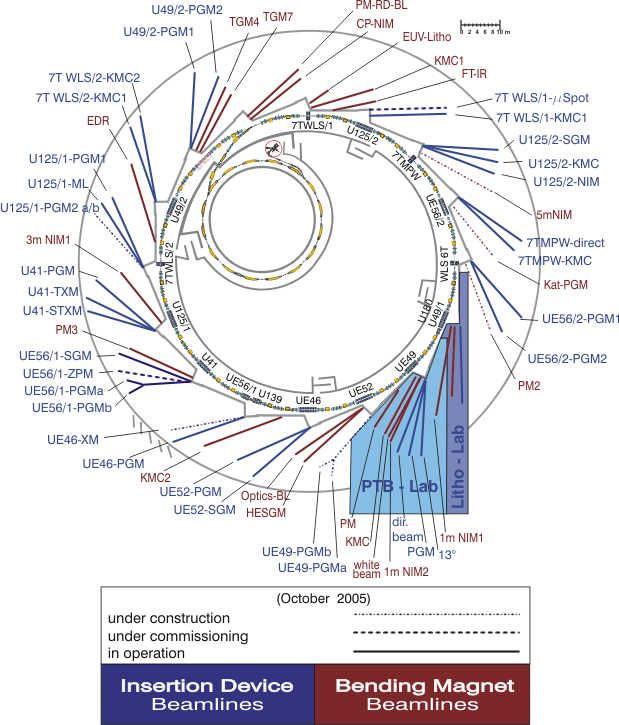 PM-RD-BL
U49/2-PGM2
TGM7
TGM4
CP-NIM
U49/2-PGM1
EUV-Litho
KMC1
FT-IR
7T WLS/2-KMC2
7T WLS/2-KMC1
7T WLS/1-µSpot
7T WLS/1-KMC1
EDR
7TWLS/1
U125/2
U125/2-SGM
U125/2-KMC
U125/2-NIM
U125/1-PGM1
7TMPW
U125/1-ML
U125/1-PGM2 a/b
U49/2
UE56/2
5mNIM
3m NIM1
7TWLS/2
WLS 6T
7TMPW-direct
7TMPW-KMC
U41-PGM
Kat-PGM
U41-TXM
U41-STXM
U125/1
U180
U49/1
UE56/2-PGM1
PM3
UE56/1-SGM
UE56/1-ZPM
UE56/1-PGMa
UE56/1-PGMb
U41
UE49
UE56/2-PGM2
UE56/1
U139
UE46
UE52
PM2
UE46-XM
UE46-PGM
KMC2
UE52-PGM
UE52-SGM
Optics-BL
HESGM
PTB - Lab
Litho - Lab
PM
KMC
dir.
beam
PGM
13°
1m NIM1
UE49-PGMb
UE49-PGMa
white
beam
1m NIM2
0 2 4 6 8 10 m
(October 2005)
under construction
under commissioning
in operation
Insertion Device
Beamlines
Bending Magnet
Beamlines